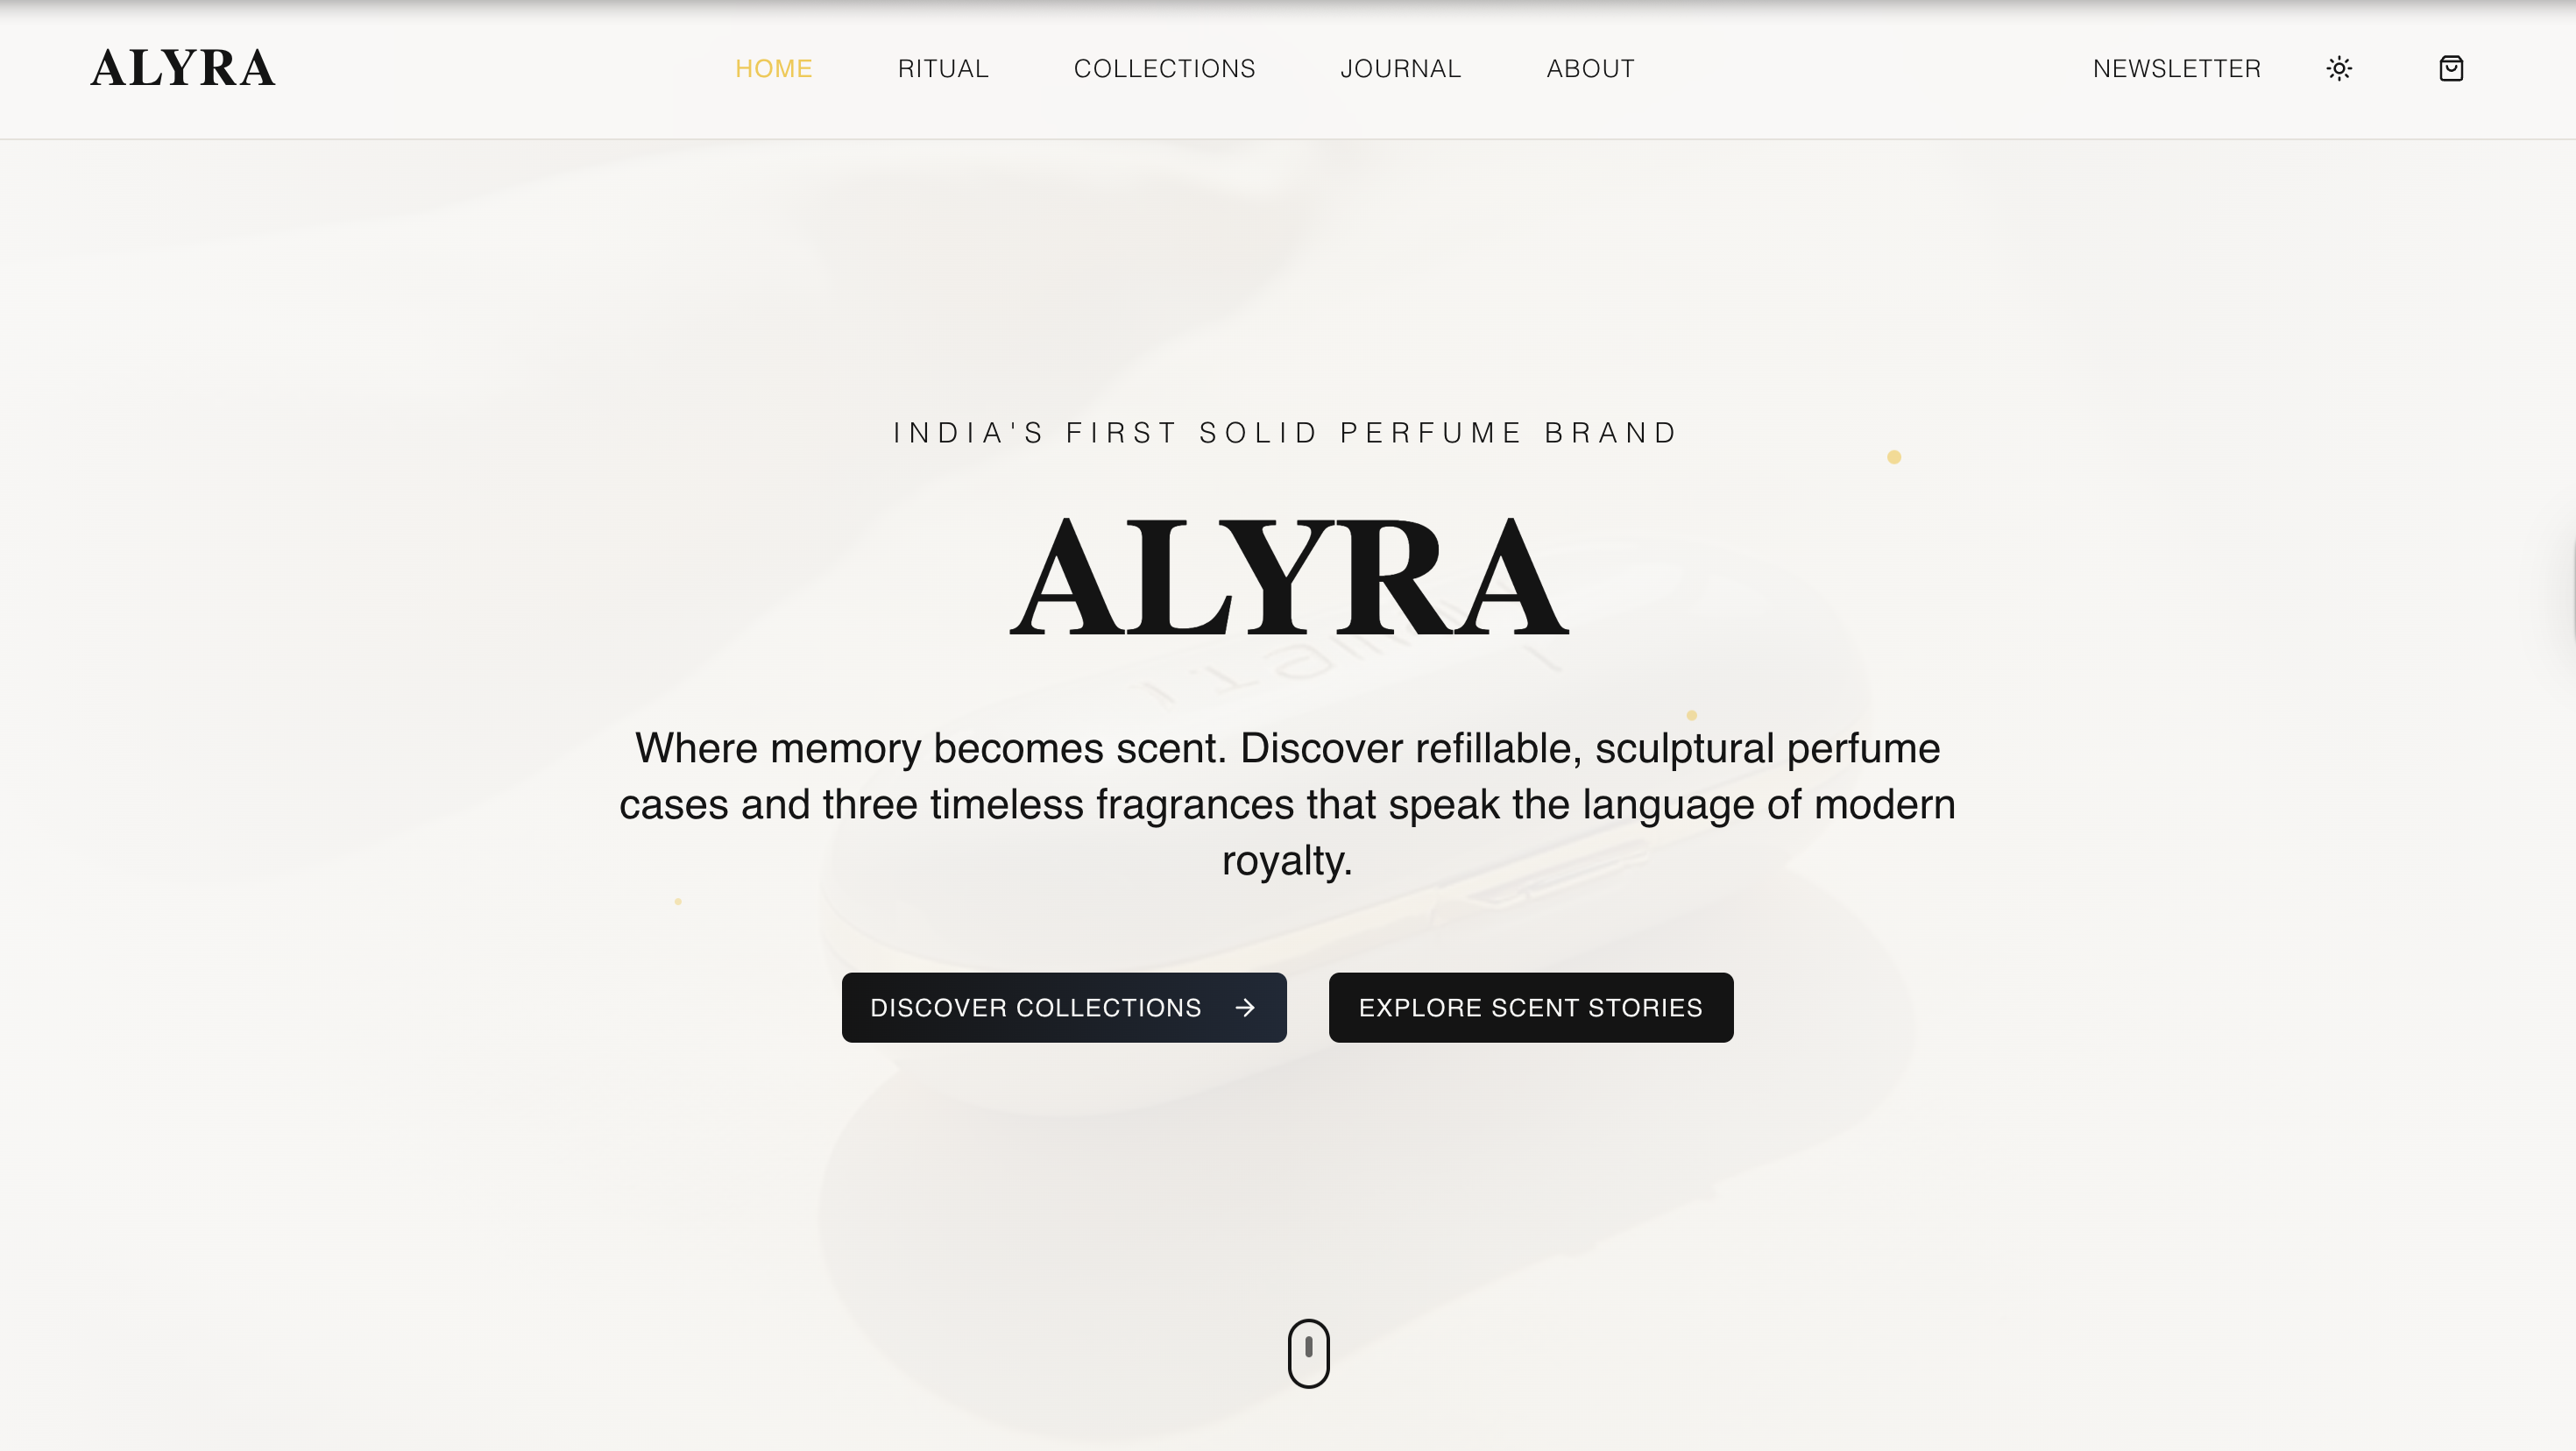 ALYRA
HOME RITUAL COLLECTIONS JOURNAL ABOUT
NEWSLETTER
INDIA'S FIRST SOLID PERFUME BRAND
ALYRA
Where memory becomes scent. Discover refillable, sculptural perfume
cases and three timeless fragrances that speak the language of modern
royalty.
DISCOVER COLLECTIONS →
EXPLORE SCENT STORIES